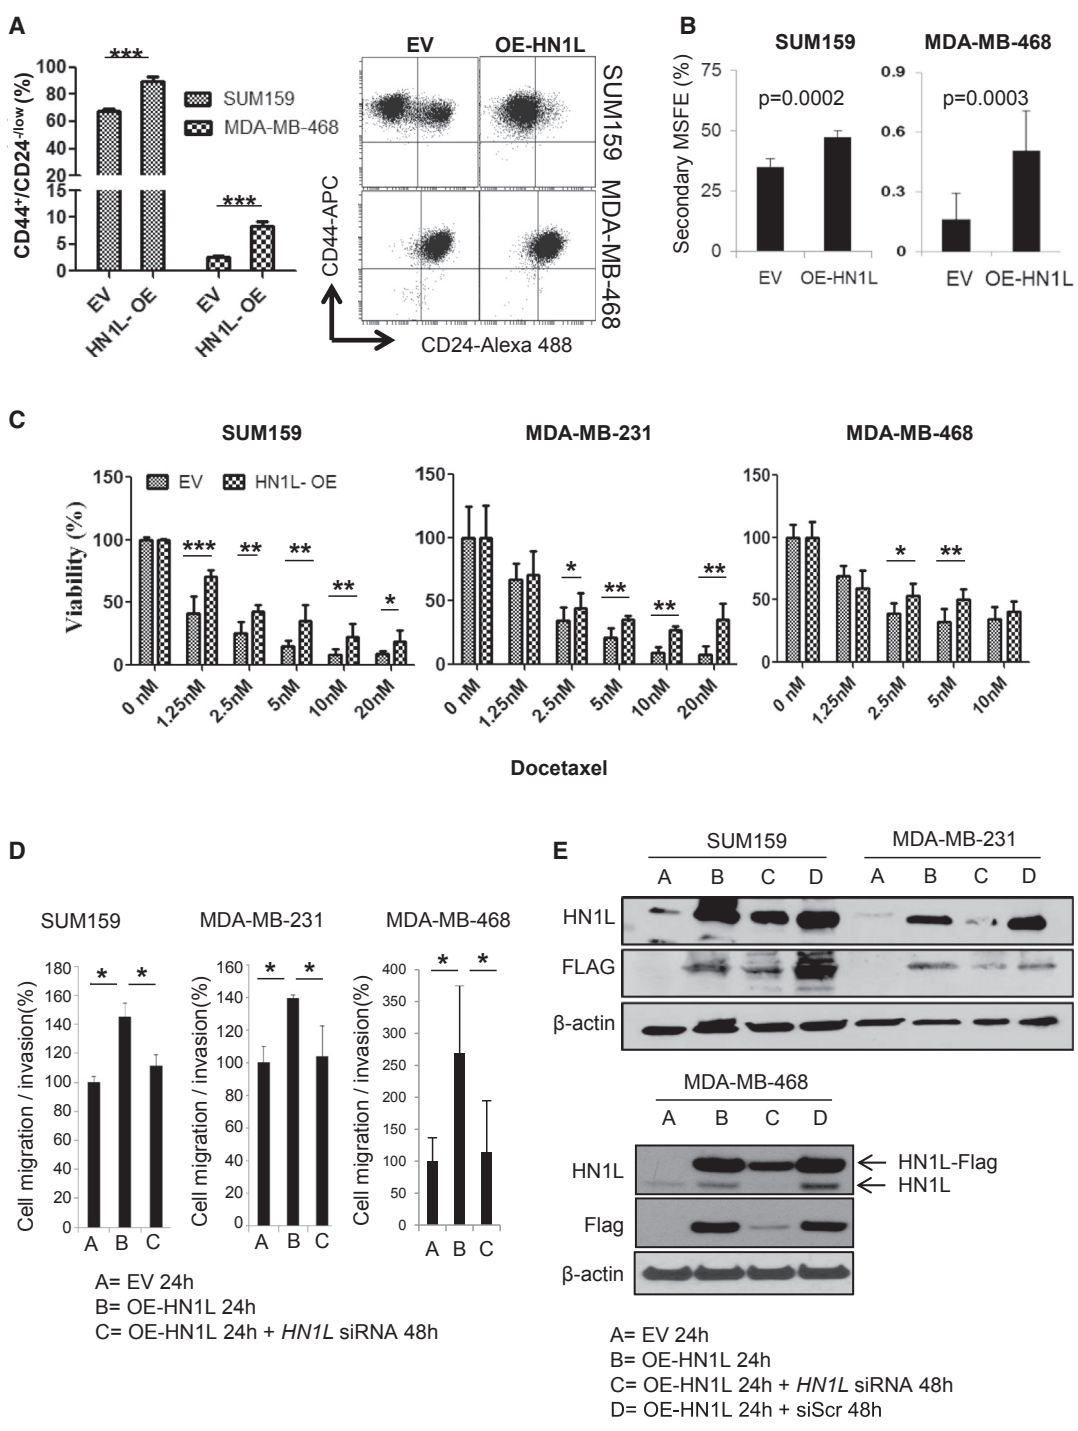 A
CD44+/CD24-/low (%)
100
80
60
40
20
15
10
5
0
***
***
SUM159
MDA-MB-468
EV
HN1L- OE
EV
HN1L- OE
EV
OE-HN1L
SUM159
MDA-MB-468
CD44-APC
CD24-Alexa 488
B
SUM159
MDA-MB-468
Secondary MSFE (%)
75
50
25
0
p=0.0002
EV
OE-HN1L
0.9
0.6
0.3
0
p=0.0003
EV
OE-HN1L
C
SUM159
MDA-MB-231
MDA-MB-468
Viability (%)
150
100
50
0
EV
HN1L- OE
***
**
**
**
*
0 nM
1.25nM
2.5nM
5nM
10nM
20nM
150
100
50
0
*
**
**
**
0 nM
1.25nM
2.5nM
5nM
10nM
20nM
150
100
50
0
*
**
0 nM
1.25nM
2.5nM
5nM
10nM
Docetaxel
D
SUM159
Cell migration / invasion(%)
180
160
140
120
100
80
60
40
20
0
*
*
A
B
C
MDA-MB-231
Cell migration / invasion(%)
160
140
120
100
80
60
40
20
0
*
*
A
B
C
MDA-MB-468
Cell migration / invasion(%)
400
350
300
250
200
150
100
50
0
*
*
A
B
C
A= EV 24h
B= OE-HN1L 24h
C= OE-HN1L 24h + HN1L siRNA 48h
E
SUM159
MDA-MB-231
A B C D A B C D
HN1L
FLAG
β-actin
MDA-MB-468
A B C D
HN1L
HN1L-Flag
HN1L
Flag
β-actin
A= EV 24h
B= OE-HN1L 24h
C= OE-HN1L 24h + HN1L siRNA 48h
D= OE-HN1L 24h + siScr 48h